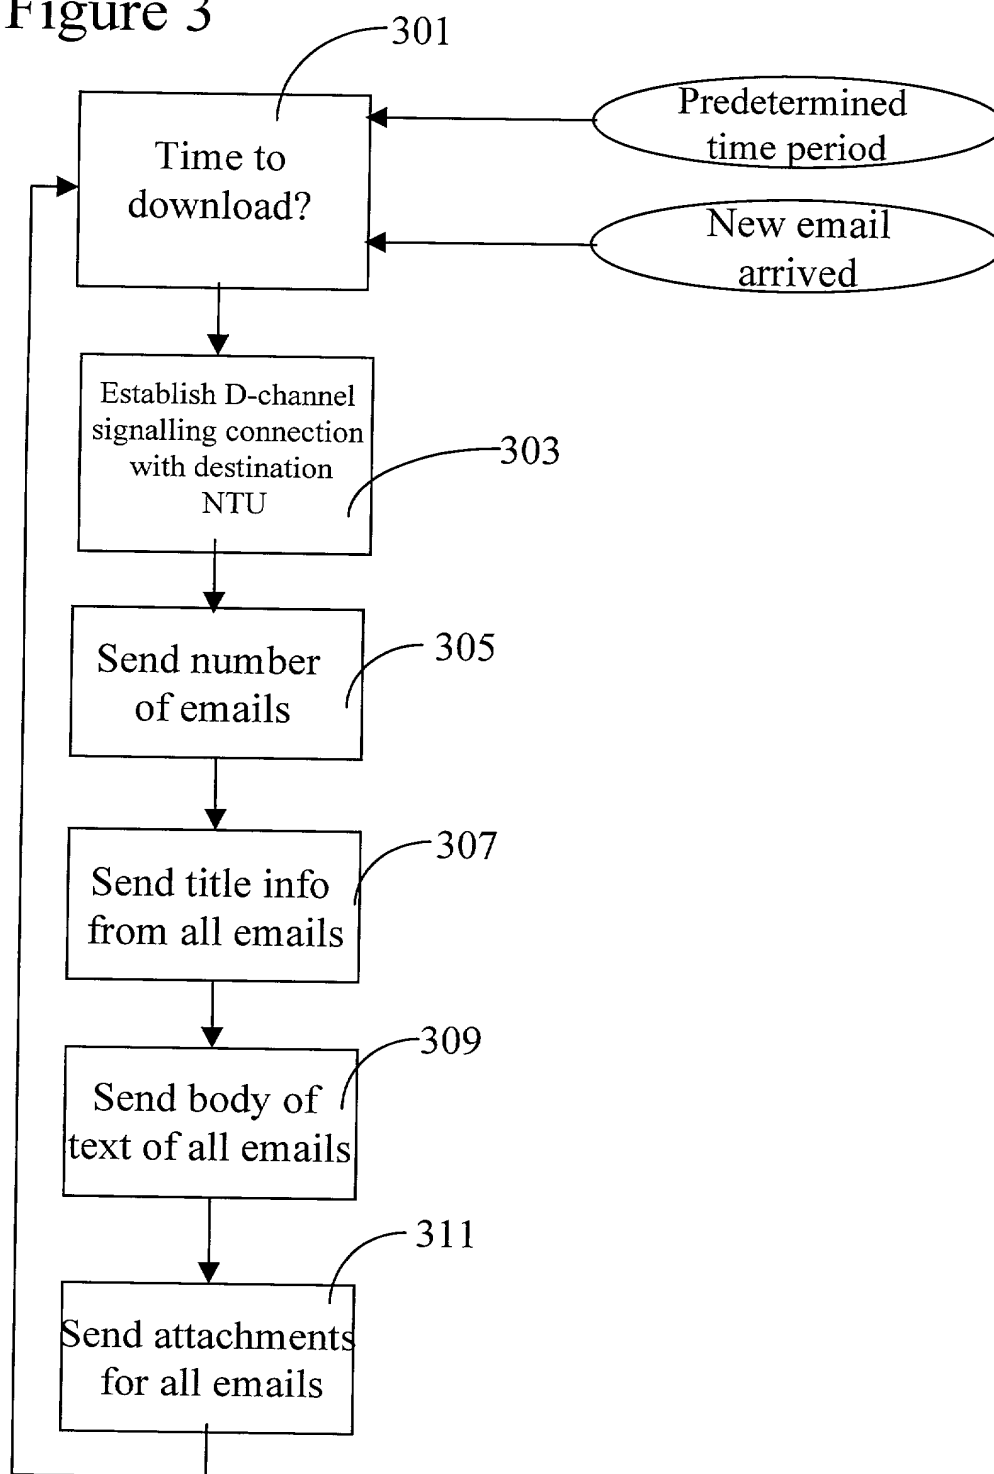 Figure 3
301
Predetermined
time period
Time to
download?
New email
arrived
Establish D-channel
signalling connection
with destination
NTU
303
Send number
of emails
305
Send title info
from all emails
307
Send body of
text of all emails
309
Send attachments
for all emails
311